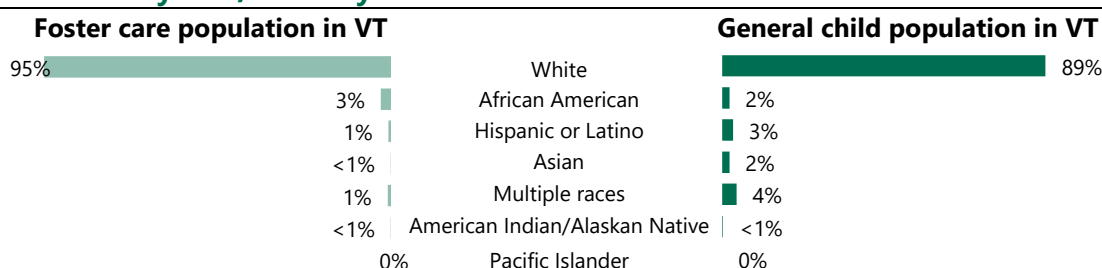 Foster care population in VT General child population in VT
95% White 89%
3% African American 2%
1% Hispanic or Latino 3%
<1% Asian 2%
1% Multiple races 4%
<1% American Indian/Alaskan Native <1%
0% Pacific Islander 0%